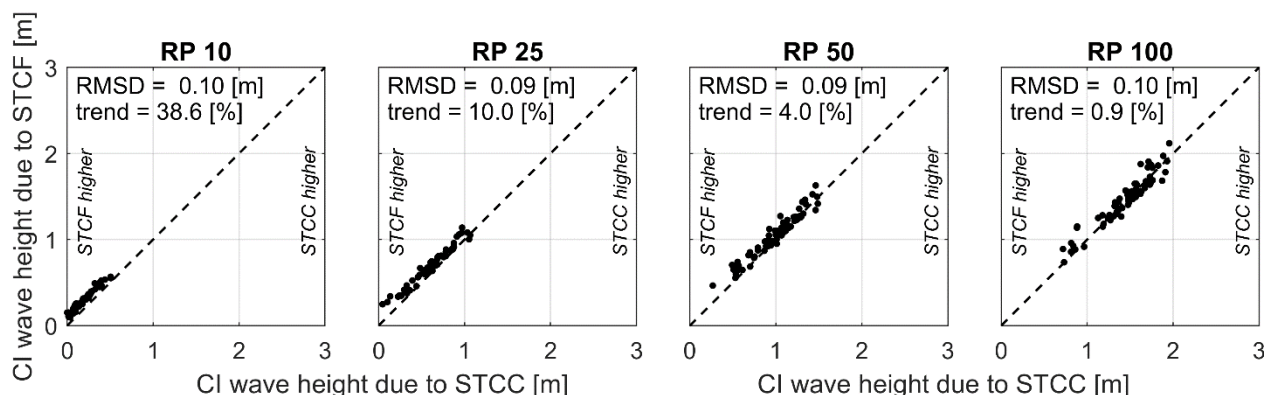 CI wave height due to STCF [m]
RP 10
RMSD = 0.10 [m]
trend = 38.6 [%]
STCF higher
STCC higher
3
2
1
0
0 1 2 3
RP 25
RMSD = 0.09 [m]
trend = 10.0 [%]
STCF higher
STCC higher
0 1 2 3
CI wave height due to STCC [m]
RP 50
RMSD = 0.09 [m]
trend = 4.0 [%]
STCF higher
STCC higher
0 1 2 3
RP 100
RMSD = 0.10 [m]
trend = 0.9 [%]
STCF higher
STCC higher
0 1 2 3
CI wave height due to STCC [m]